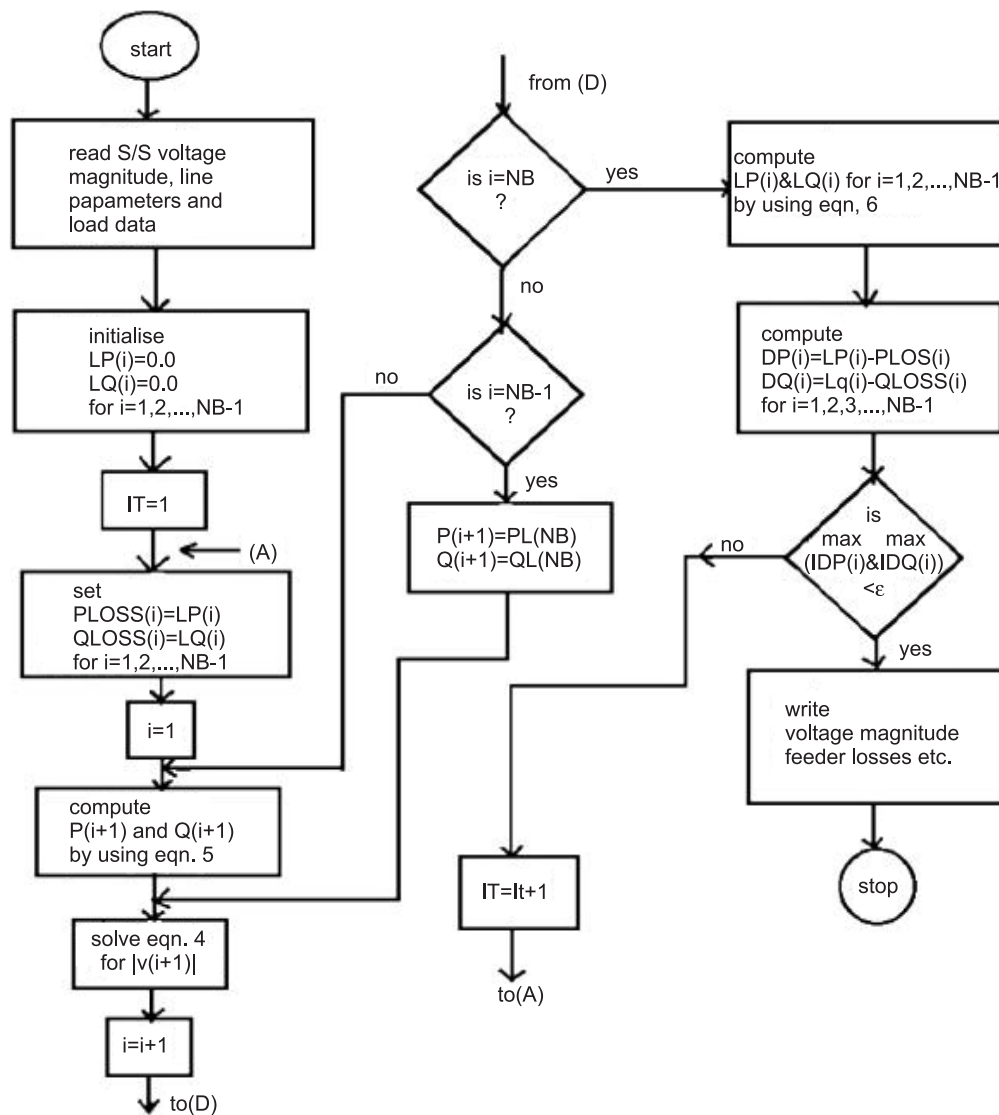 start
read S/S voltage
magnitude, line
papameters and
load data
initialise
LP(i)=0.0
LQ(i)=0.0
for i=1,2,...,NB-1
IT=1
(A)
set
PLOSS(i)=LP(i)
QLOSS(i)=LQ(i)
for i=1,2,...,NB-1
i=1
compute
P(i+1) and Q(i+1)
by using eqn. 5
solve eqn. 4
for |v(i+1)|
i=i+1
to(D)
from (D)
is i=NB
?
yes
no
is i=NB-1
?
no
yes
P(i+1)=PL(NB)
Q(i+1)=QL(NB)
compute
LP(i)&LQ(i) for i=1,2,...,NB-1
by using eqn, 6
compute
DP(i)=LP(i)-PLOS(i)
DQ(i)=Lq(i)-QLOSS(i)
for i=1,2,3,...,NB-1
is
max max
(IDP(i)&IDQ(i))
<ε
no
yes
IT=It+1
to(A)
write
voltage magnitude
feeder losses etc.
stop